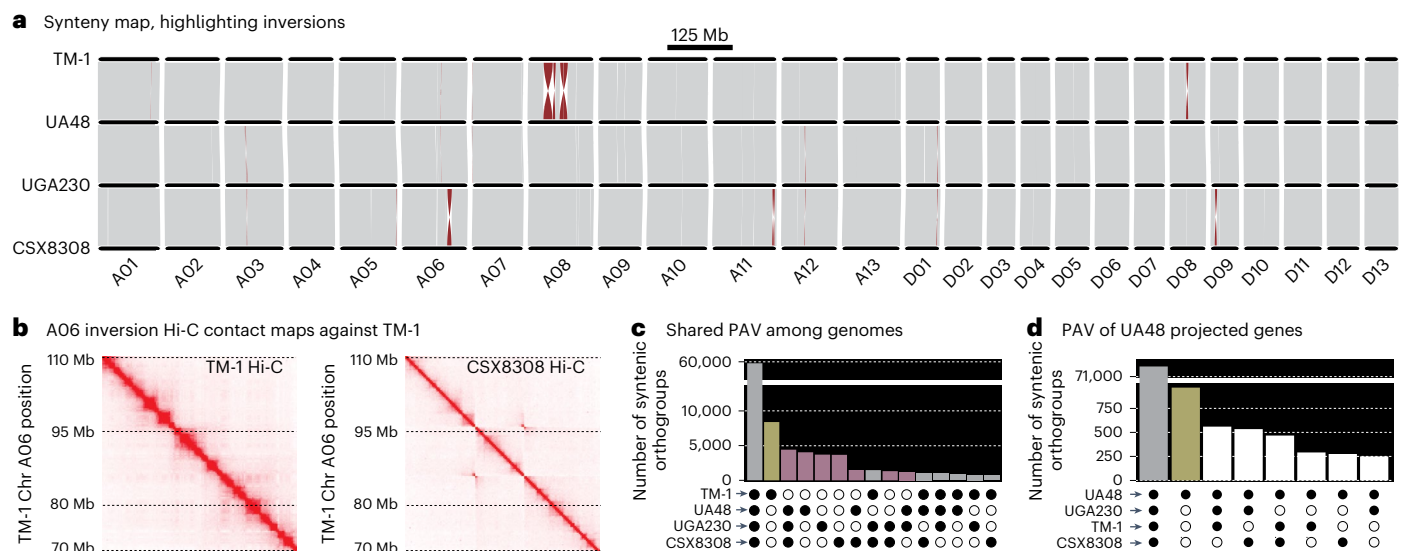 a Synteny map, highlighting inversions
125 Mb
TM-1
UA48
UGA230
CSX8308
A01 A02 A03 A04 A05 A06 A07 A08 A09 A10 A11 A12 A13 D01 D02 D03 D04 D05 D06 D07 D08 D09 D10 D11 D12 D13
b A06 inversion Hi-C contact maps against TM-1
TM-1 Chr A06 position
110 Mb
95 Mb
80 Mb
70 Mb
TM-1 Hi-C
TM-1 Chr A06 position
110 Mb
95 Mb
80 Mb
70 Mb
CSX8308 Hi-C
c Shared PAV among genomes
Number of syntenic
orthogroups
60,000
10,000
5,000
0
TM-1
UA48
UGA230
CSX8308
d PAV of UA48 projected genes
Number of syntenic
orthogroups
71,000
750
500
250
0
UA48
UGA230
TM-1
CSX8308